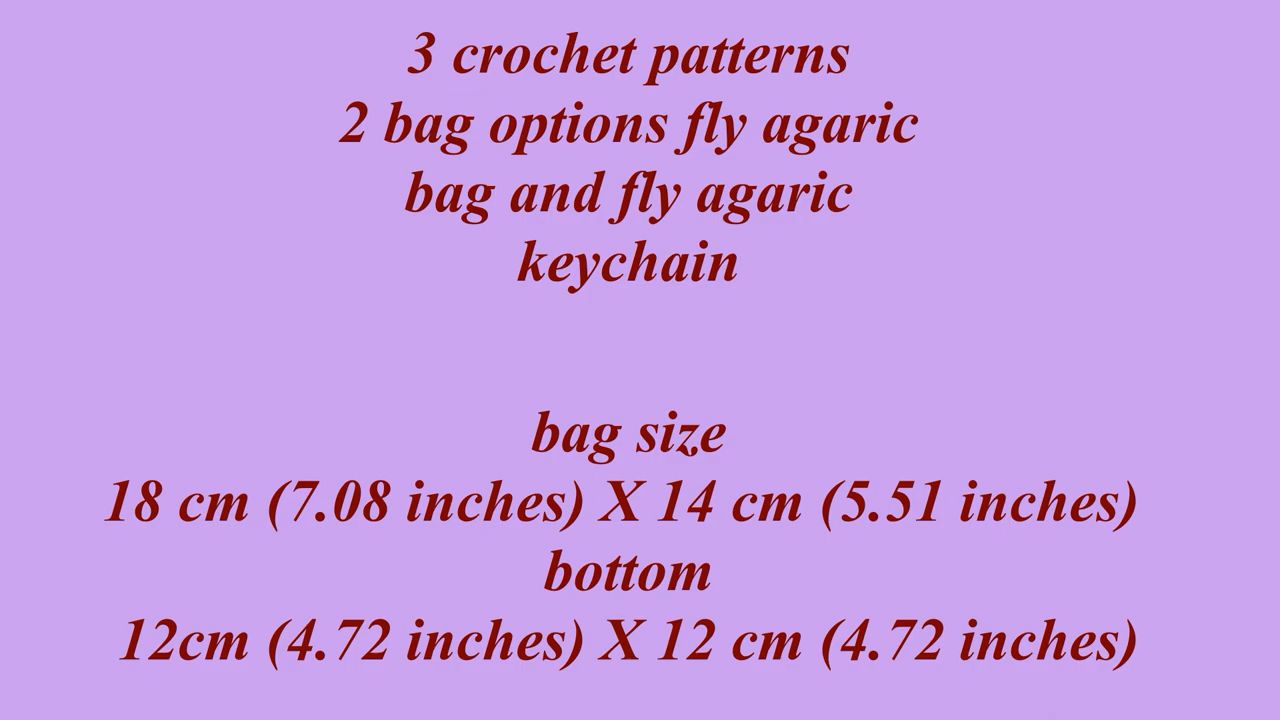 3 crochet patterns
2 bag options fly agaric
bag and fly agaric
keychain
bag size
18 cm (7.08 inches) X 14 cm (5.51 inches)
bottom
12cm (4.72 inches) X 12 cm (4.72 inches)